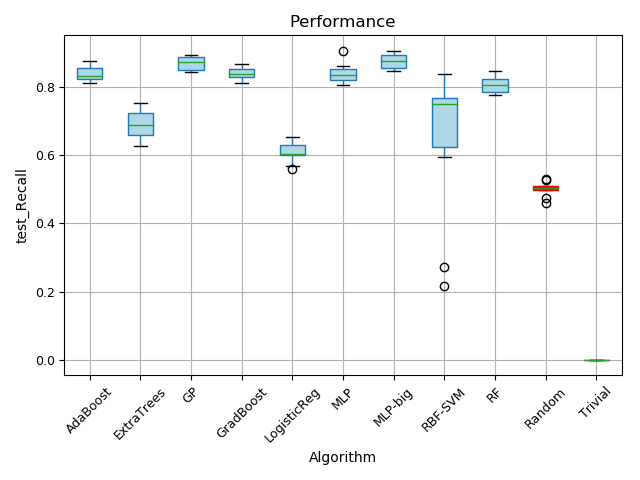 Performance
test_Recall
0.8
0.6
0.4
0.2
0.0
AdaBoost
ExtraTrees
GP
GradBoost
LogisticReg
MLP
MLP-big
RBF-SVM
RF
Random
Trivial
Algorithm